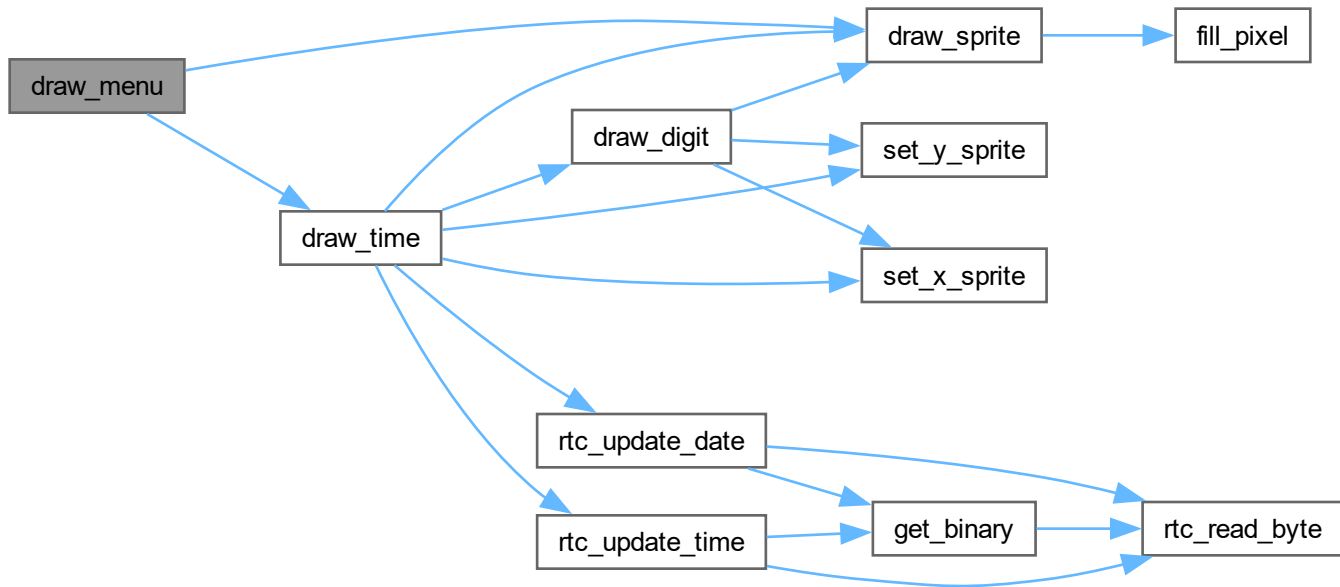 draw_menu
draw_sprite
fill_pixel
draw_digit
set_y_sprite
draw_time
set_x_sprite
rtc_update_date
get_binary
rtc_read_byte
rtc_update_time